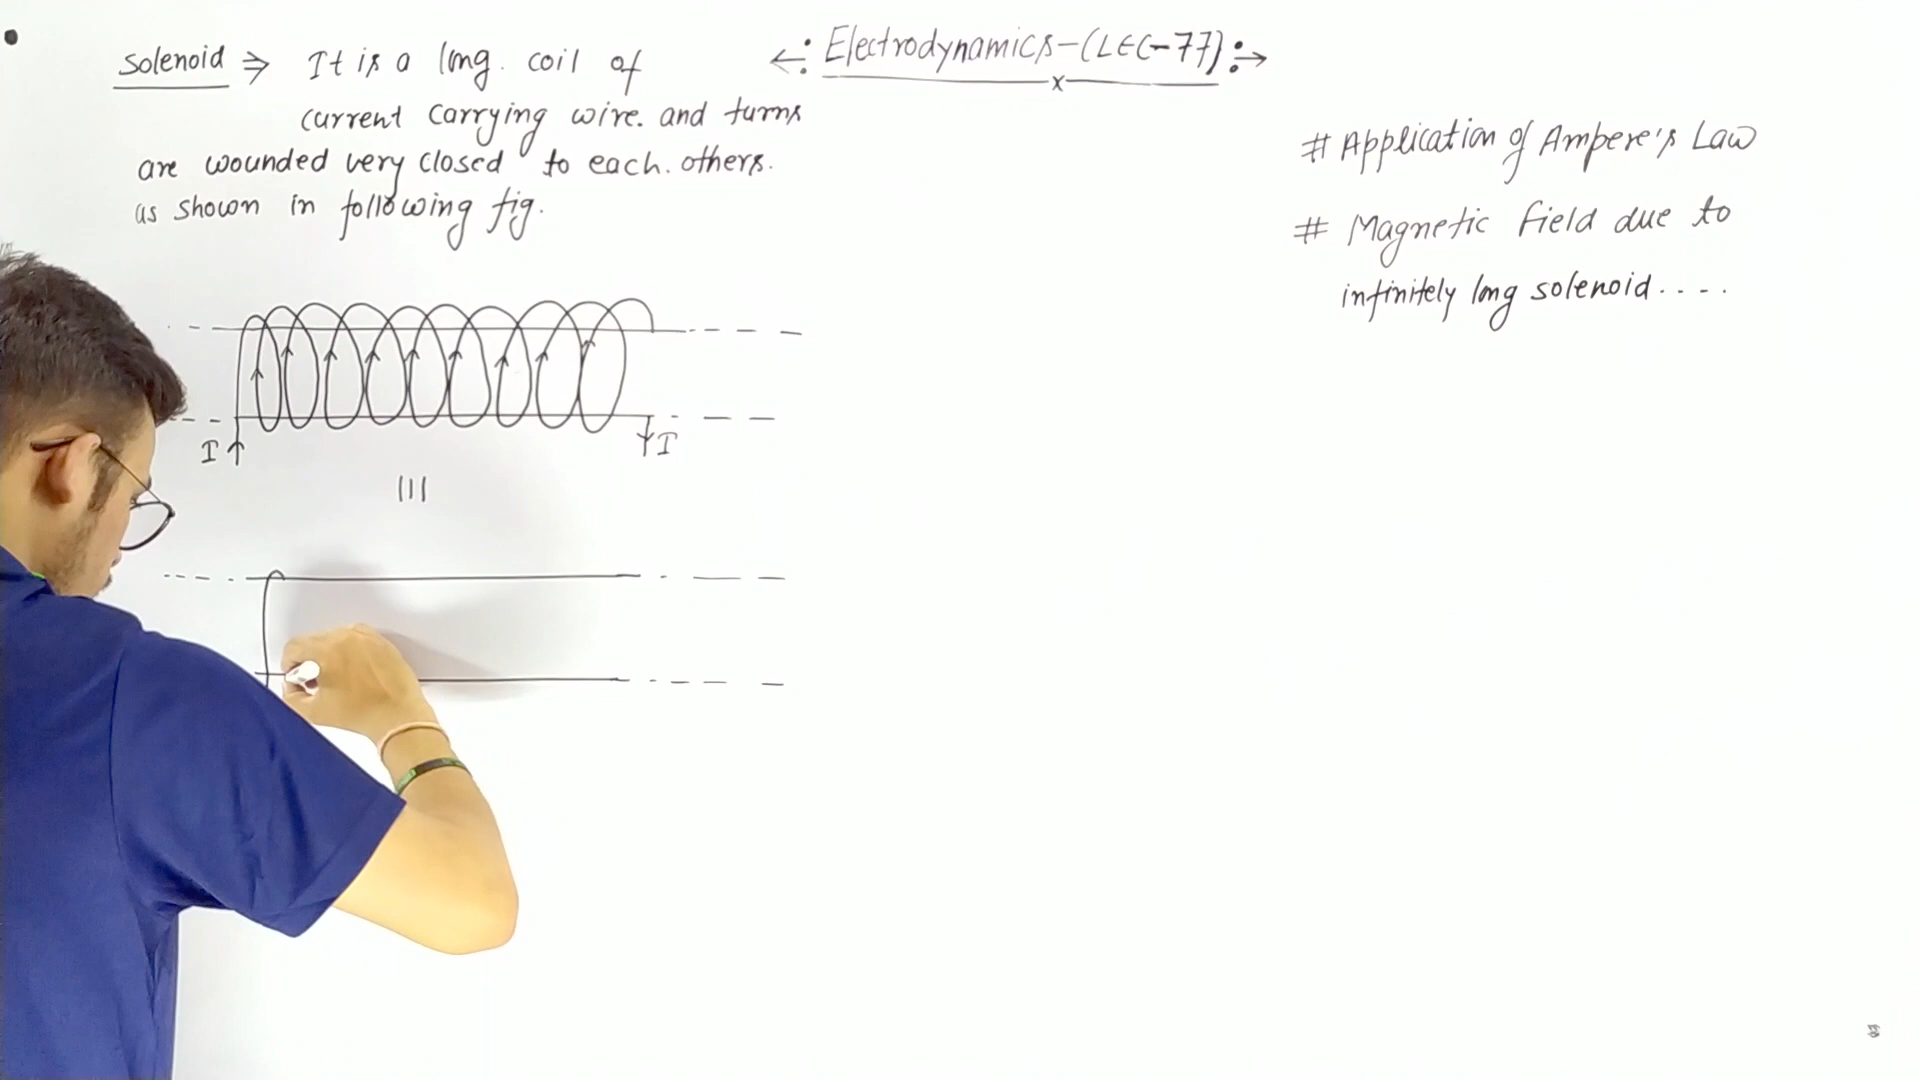 Electrodynamics-(LEC-77)
Solenoid ⇒ It is a long. coil of
current carrying wire. and turns
are wounded very closed to each. others.
as shown in following fig.
# Application of Ampere's Law
# Magnetic field due to
infinitely long solenoid....
I
I